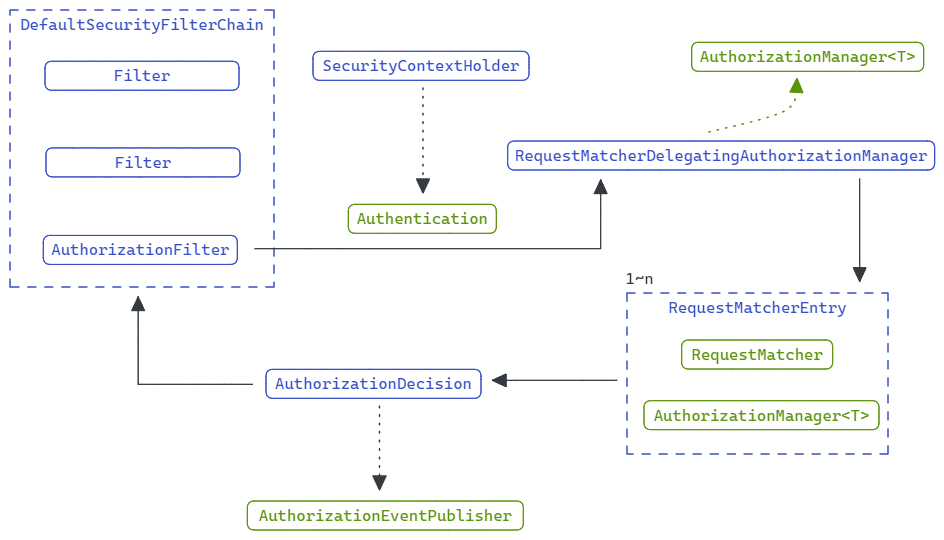 DefaultSecurityFilterChain
Filter
Filter
AuthorizationFilter
SecurityContextHolder
Authentication
AuthorizationManager<T>
RequestMatcherDelegatingAuthorizationManager
1~n
RequestMatcherEntry
RequestMatcher
AuthorizationManager<T>
AuthorizationDecision
AuthorizationEventPublisher